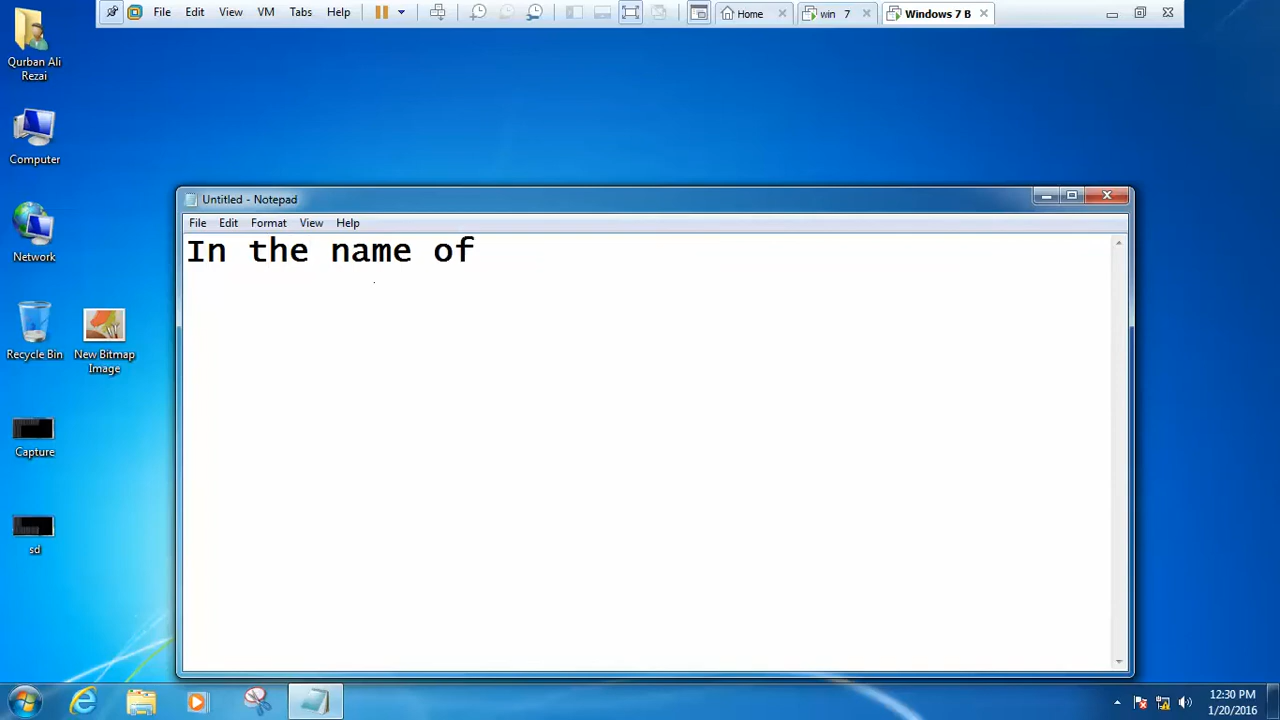 File Edit View VM Tabs Help Home win 7 Windows 7 B
Qurban Ali
Rezai
Computer
Network
Recycle Bin
New Bitmap
Image
Capture
sd
Untitled - Notepad
File Edit Format View Help
In the name of
12:30 PM
1/20/2016